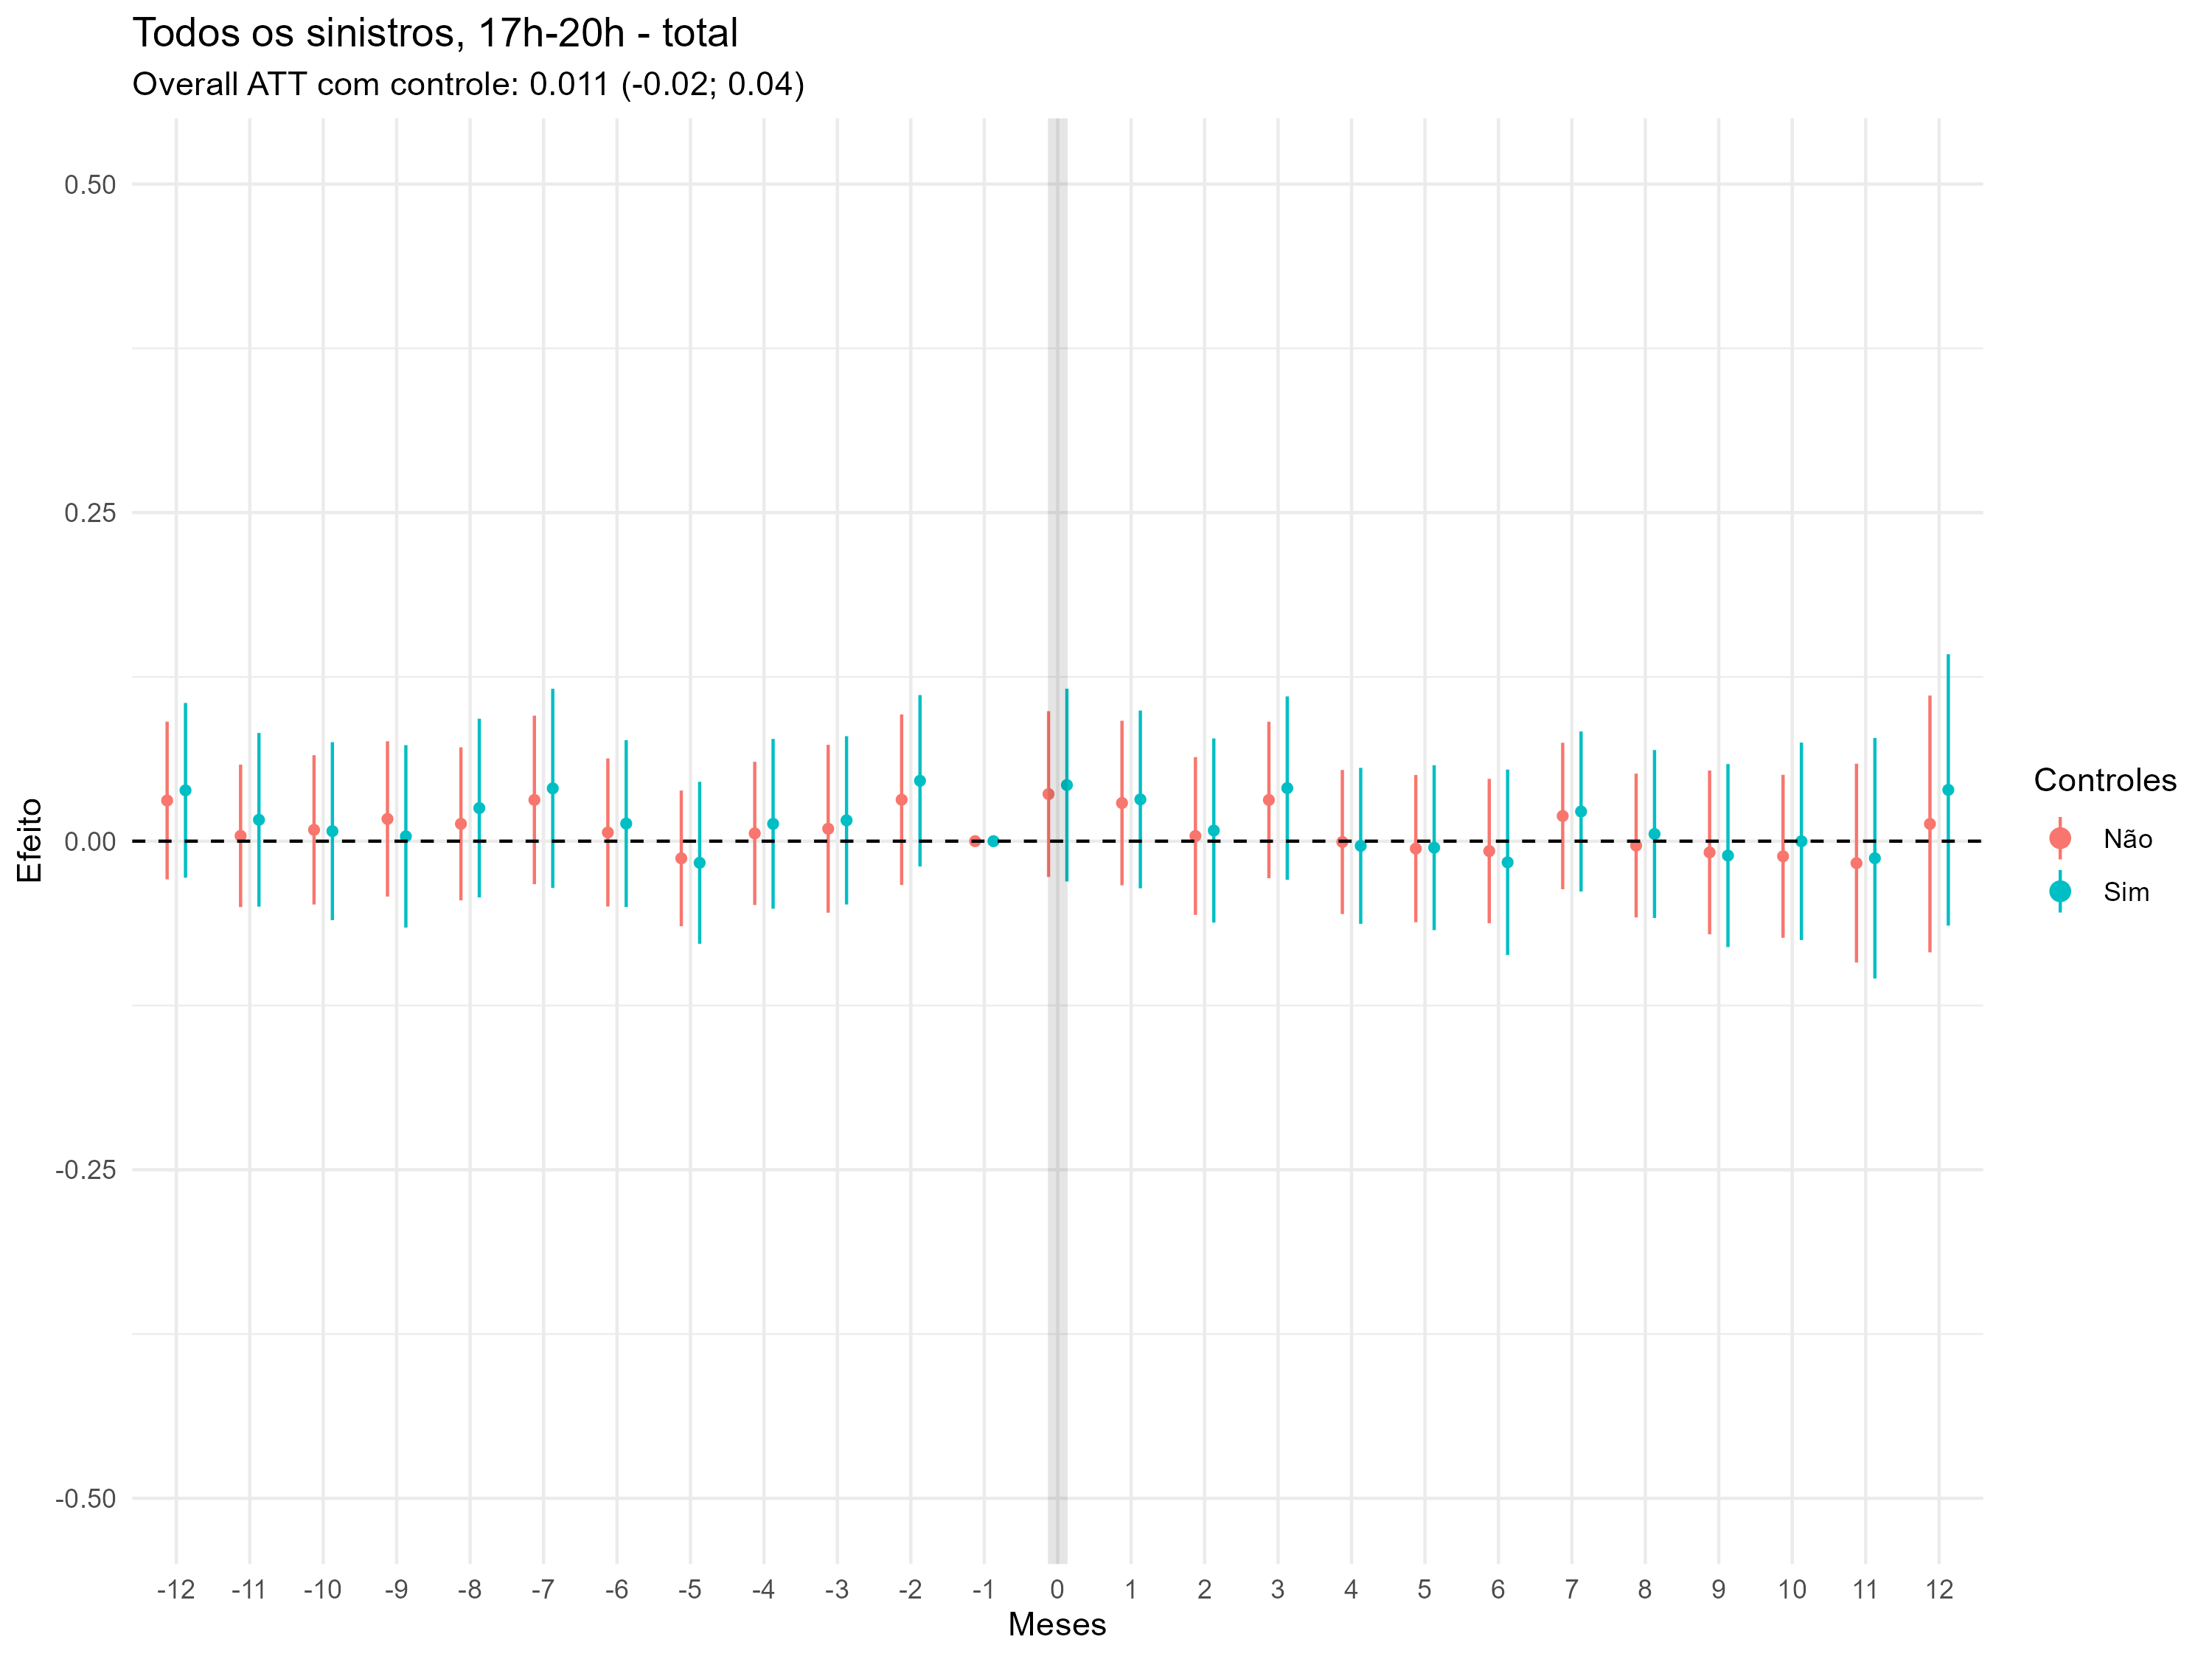 Todos os sinistros, 17h-20h - total
Overall ATT com controle: 0.011 (-0.02; 0.04)
Efeito
0.50
0.25
0.00
-0.25
-0.50
-12 -11 -10 -9 -8 -7 -6 -5 -4 -3 -2 -1 0 1 2 3 4 5 6 7 8 9 10 11 12
Meses
Controles
Não
Sim